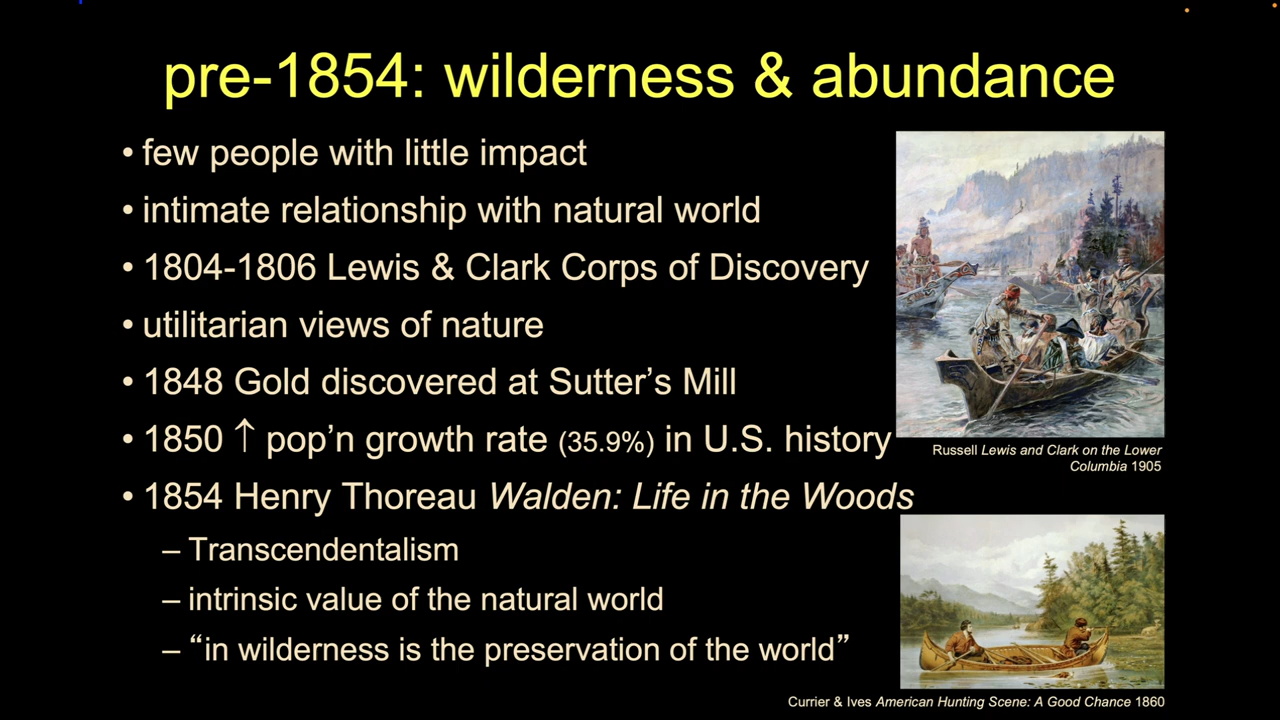 pre-1854: wilderness & abundance
• few people with little impact
• intimate relationship with natural world
• 1804-1806 Lewis & Clark Corps of Discovery
• utilitarian views of nature
• 1848 Gold discovered at Sutter’s Mill
• 1850 ↑ pop’n growth rate (35.9%) in U.S. history
• 1854 Henry Thoreau Walden: Life in the Woods
– Transcendentalism
– intrinsic value of the natural world
– “in wilderness is the preservation of the world”
Russell Lewis and Clark on the Lower
Columbia 1905
Currier & Ives American Hunting Scene: A Good Chance 1860